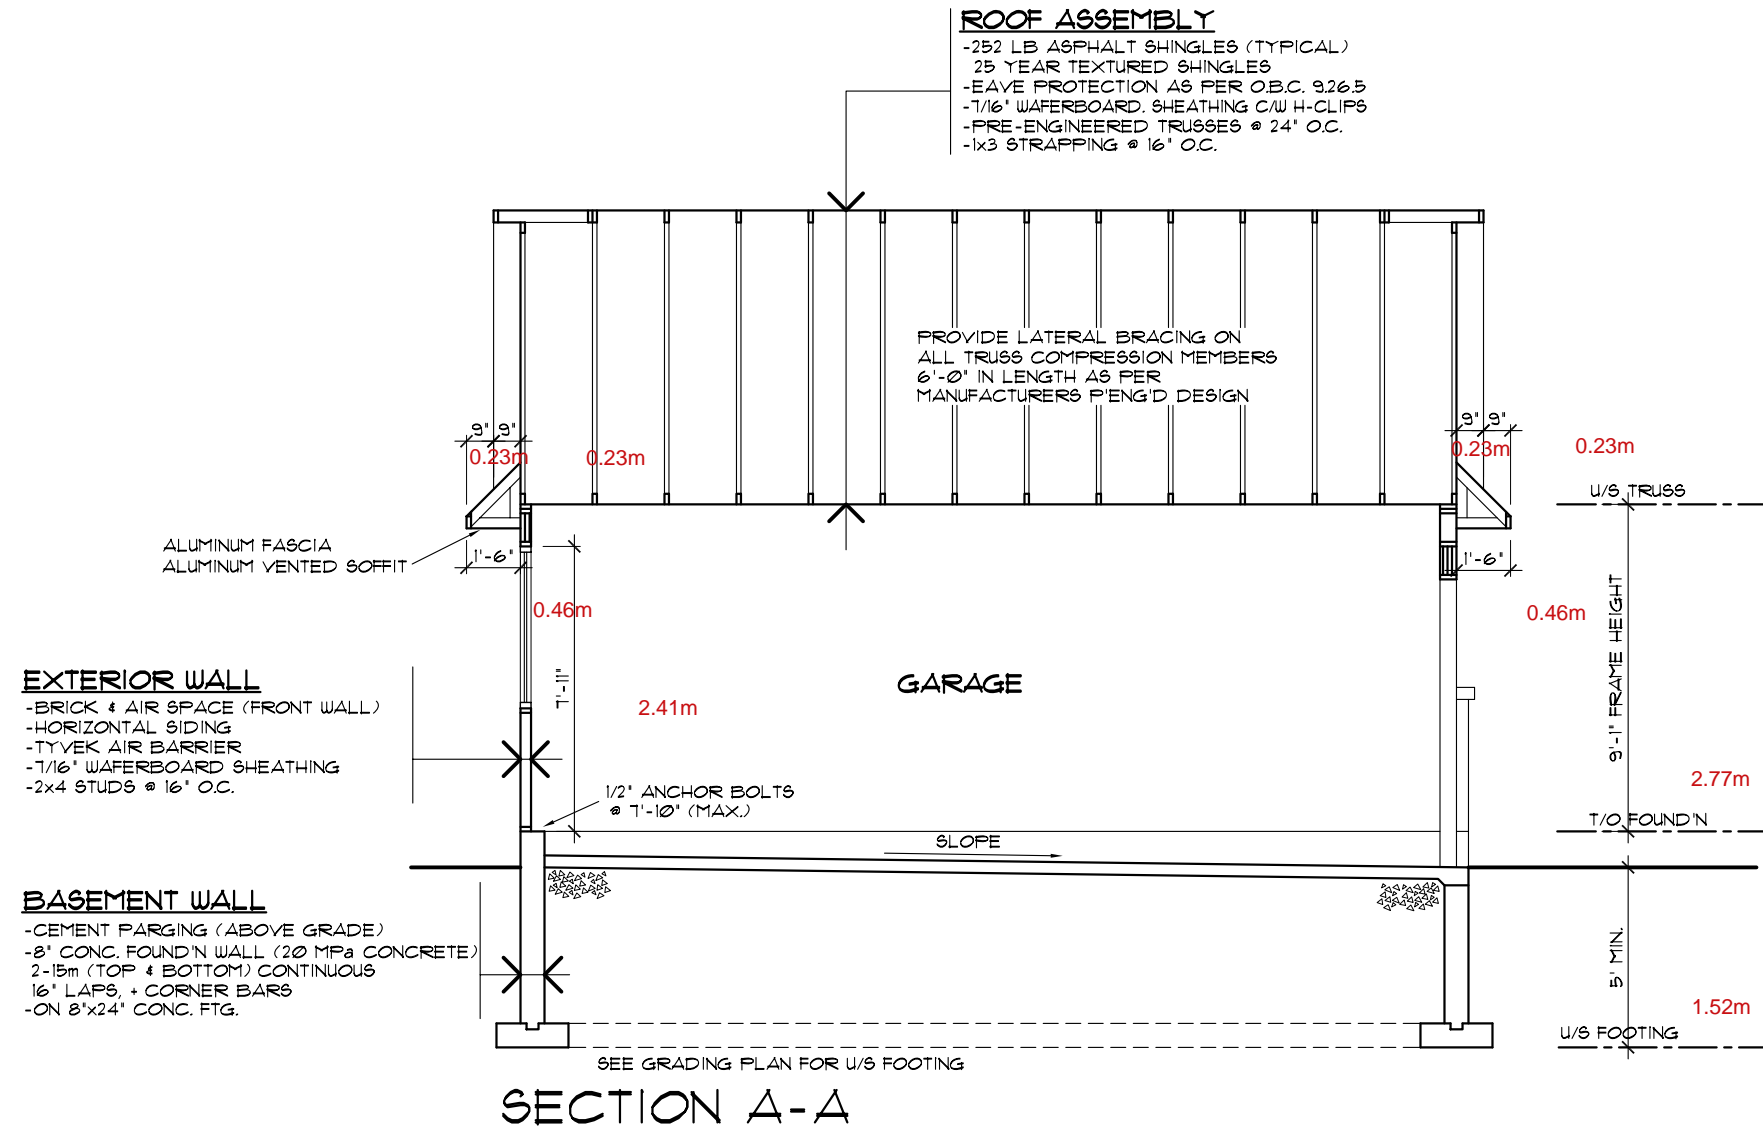 ROOF ASSEMBLY
-252 LB ASPHALT SHINGLES (TYPICAL)
25 YEAR TEXTURED SHINGLES
-EAVE PROTECTION AS PER O.B.C. 9.26.5
-7/16" WAFERBOARD. SHEATHING C/W H-CLIPS
-PRE-ENGINEERED TRUSSES @ 24" O.C.
-1x3 STRAPPING @ 16" O.C.
PROVIDE LATERAL BRACING ON
ALL TRUSS COMPRESSION MEMBERS
6'-0" IN LENGTH AS PER
MANUFACTURERS P'ENG'D DESIGN
9" 9"
9" 9"
0.23m
0.23m
0.23m
0.23m
U/S TRUSS
ALUMINUM FASCIA
ALUMINUM VENTED SOFFIT
1'-6"
1'-6"
0.46m
0.46m
9'-1" FRAME HEIGHT
7'-11"
2.41m
GARAGE
EXTERIOR WALL
-BRICK & AIR SPACE (FRONT WALL)
-HORIZONTAL SIDING
-TYVEK AIR BARRIER
-7/16" WAFERBOARD SHEATHING
-2x4 STUDS @ 16" O.C.
2.77m
1/2" ANCHOR BOLTS
@ 7'-10" (MAX.)
T/O FOUND'N
SLOPE
BASEMENT WALL
-CEMENT PARGING (ABOVE GRADE)
-8" CONC. FOUND'N WALL (20 MPa CONCRETE)
2-15m (TOP & BOTTOM) CONTINUOUS
16" LAPS, + CORNER BARS
-ON 8"x24" CONC. FTG.
5' MIN.
1.52m
U/S FOOTING
SEE GRADING PLAN FOR U/S FOOTING
SECTION A-A